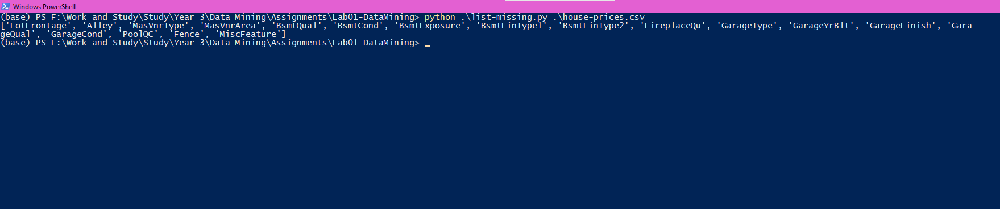 Windows PowerShell
(base) PS F:\Work and Study\Study\Year 3\Data Mining\Assignments\Lab01-DataMining> python .\list-missing.py .\house-prices.csv
['LotFrontage', 'Alley', 'MasVnrType', 'MasVnrArea', 'BsmtQual', 'BsmtCond', 'BsmtExposure', 'BsmtFinType1', 'BsmtFinType2', 'FireplaceQu', 'GarageType', 'GarageYrBlt', 'GarageFinish', 'Gara
geQual', 'GarageCond', 'PoolQC', 'Fence', 'MiscFeature']
(base) PS F:\Work and Study\Study\Year 3\Data Mining\Assignments\Lab01-DataMining>